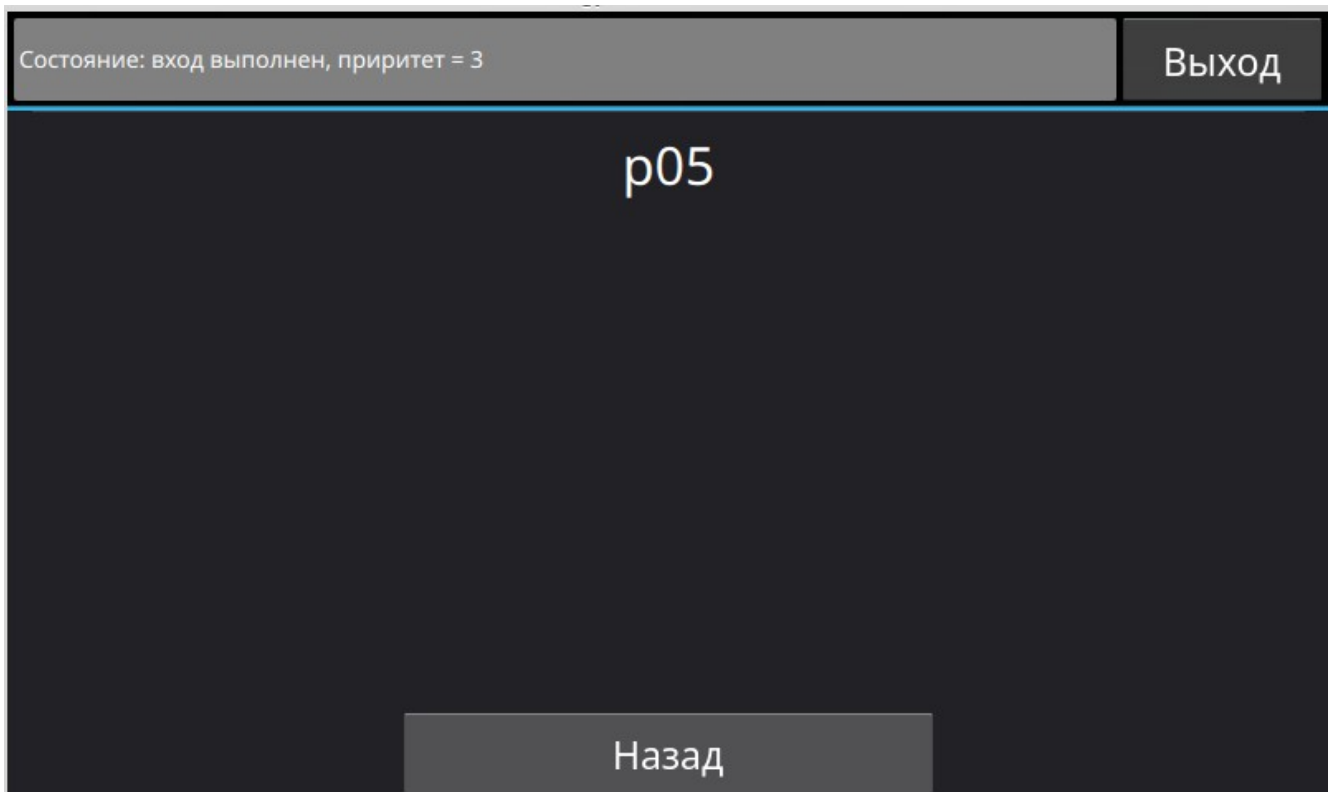 Состояние: вход выполнен, приритет = 3
Выход
p05
Назад